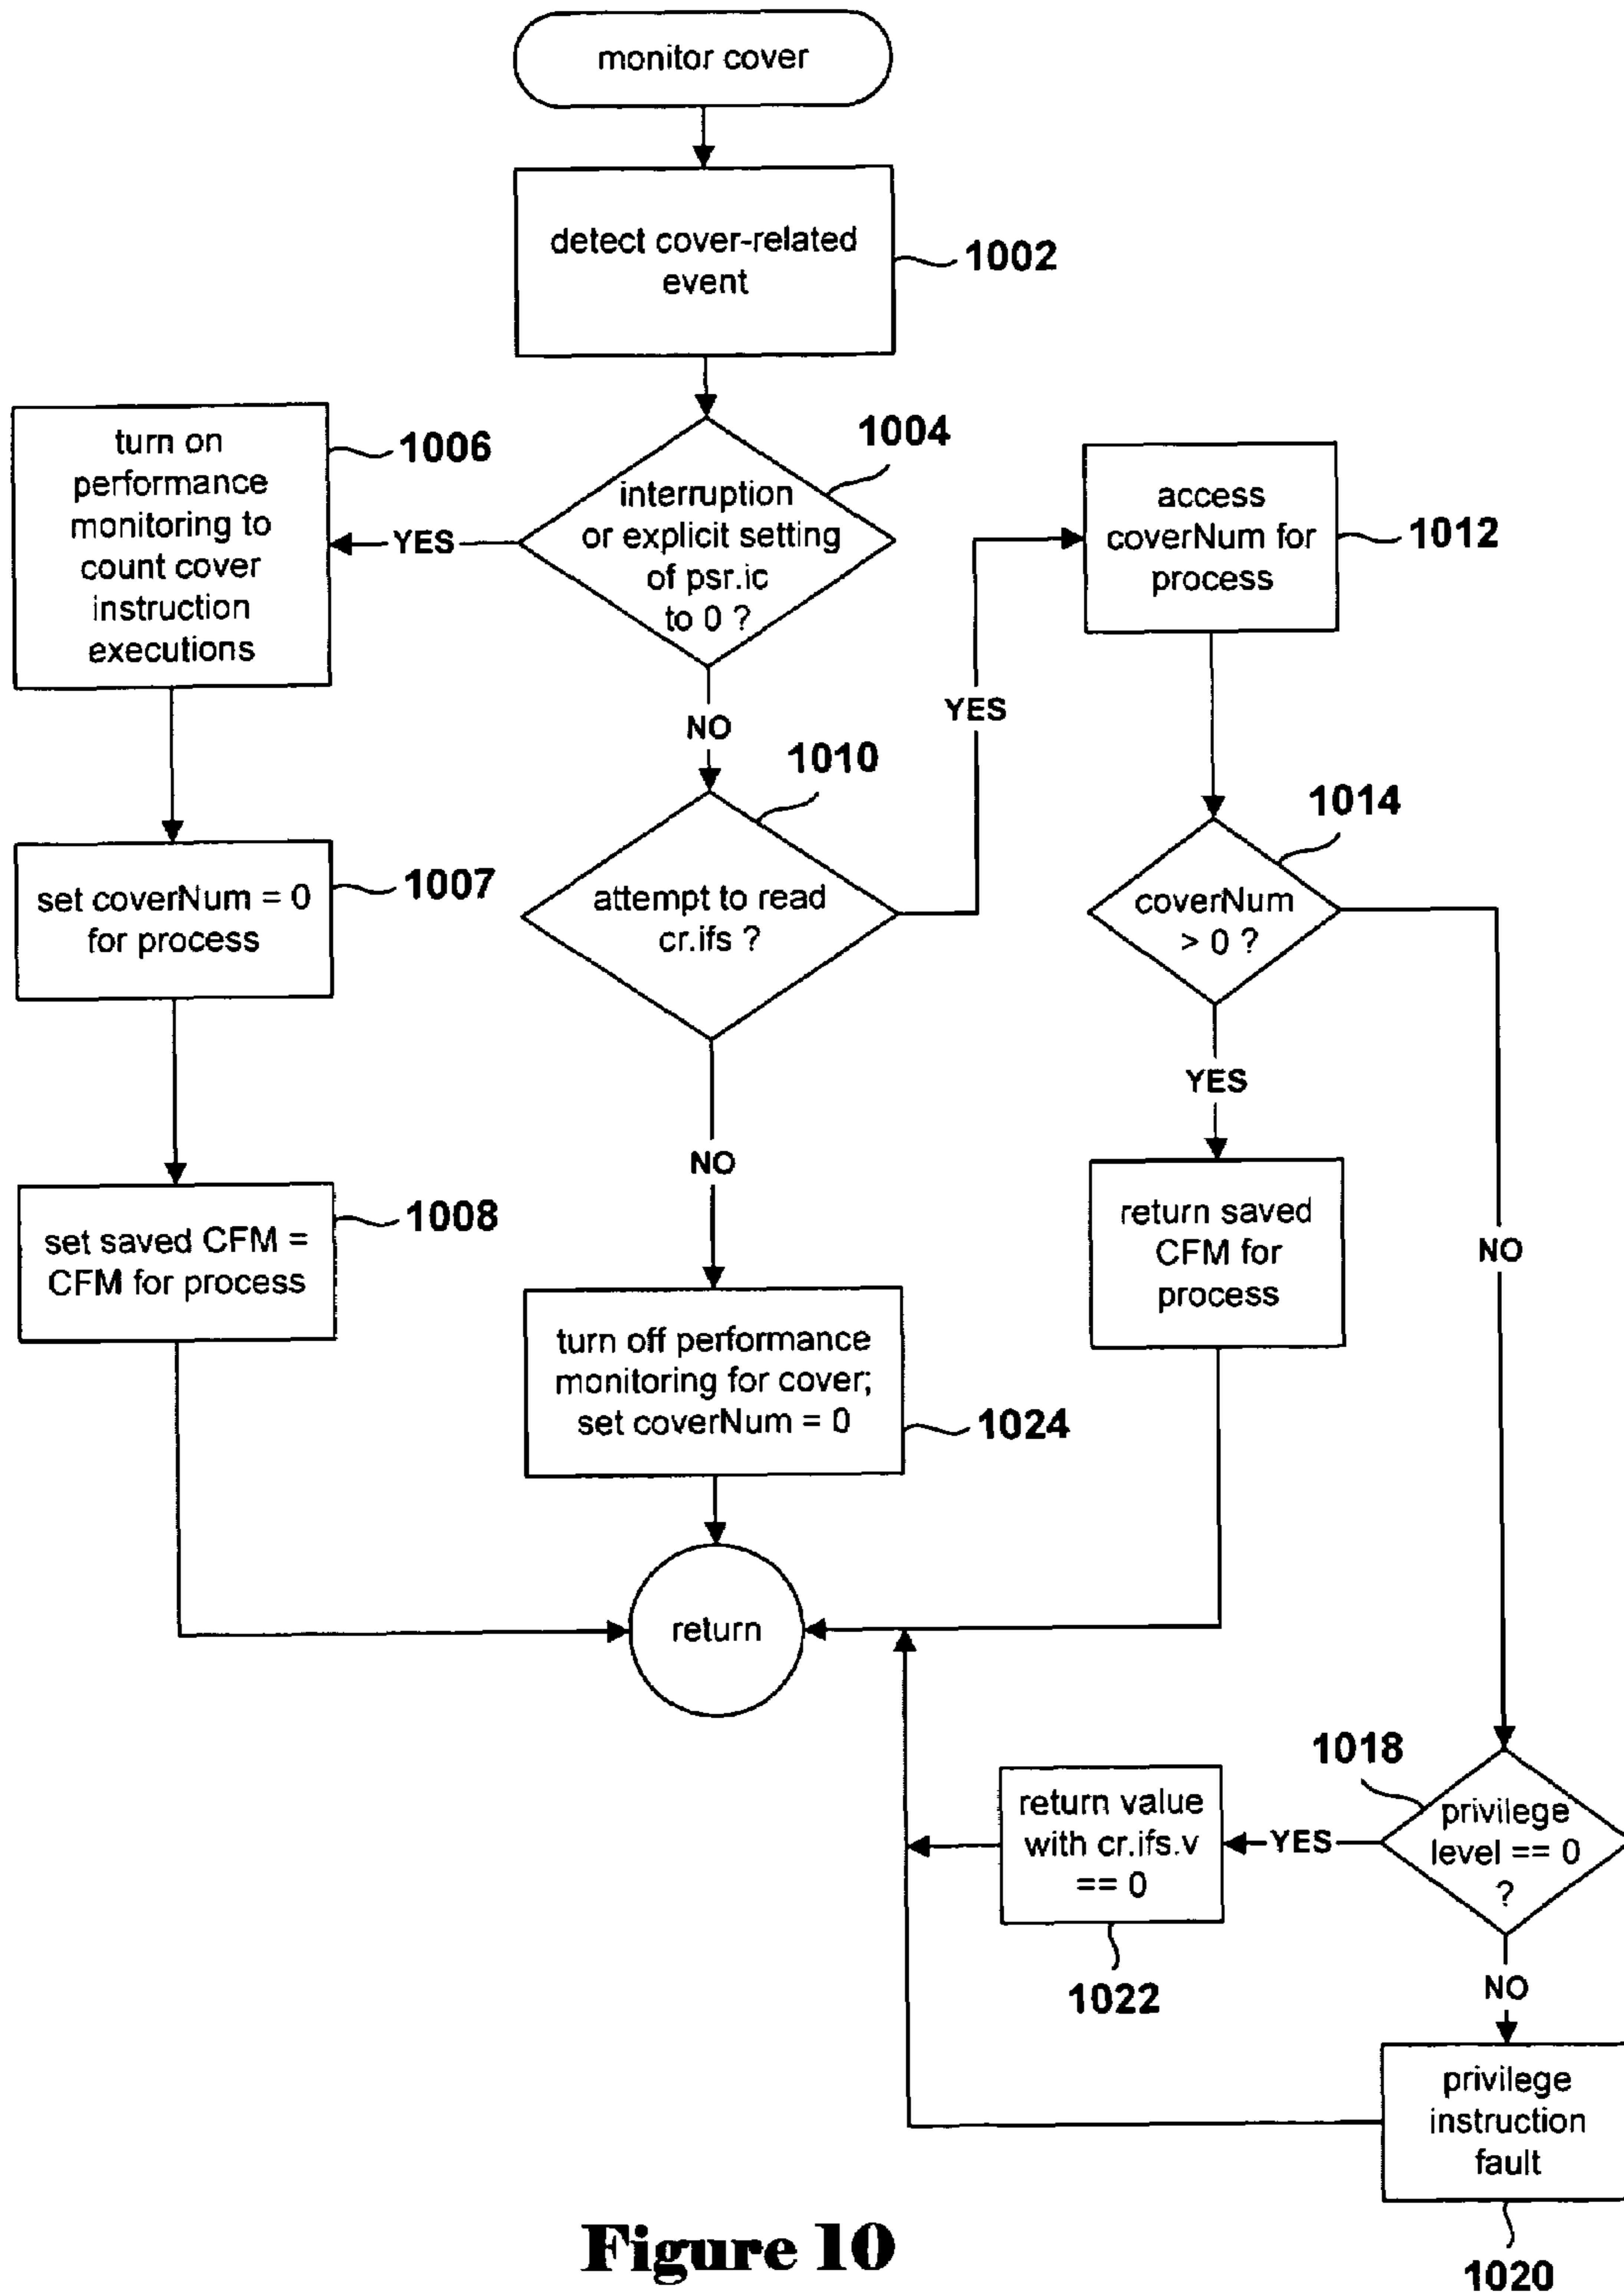 monitor cover
detect cover-related
event
1002
interruption
or explicit setting
of psr.ic
to 0 ?
1004
YES
turn on
performance
monitoring to
count cover
instruction
executions
1006
set coverNum = 0
for process
1007
set saved CFM =
CFM for process
1008
NO
attempt to read
cr.ifs ?
1010
YES
access
coverNum for
process
1012
coverNum
> 0 ?
1014
YES
return saved
CFM for
process
NO
NO
turn off performance
monitoring for cover;
set coverNum = 0
1024
return
privilege
level == 0
?
1018
YES
return value
with cr.ifs.v
== 0
1022
NO
privilege
instruction
fault
1020
Figure 10